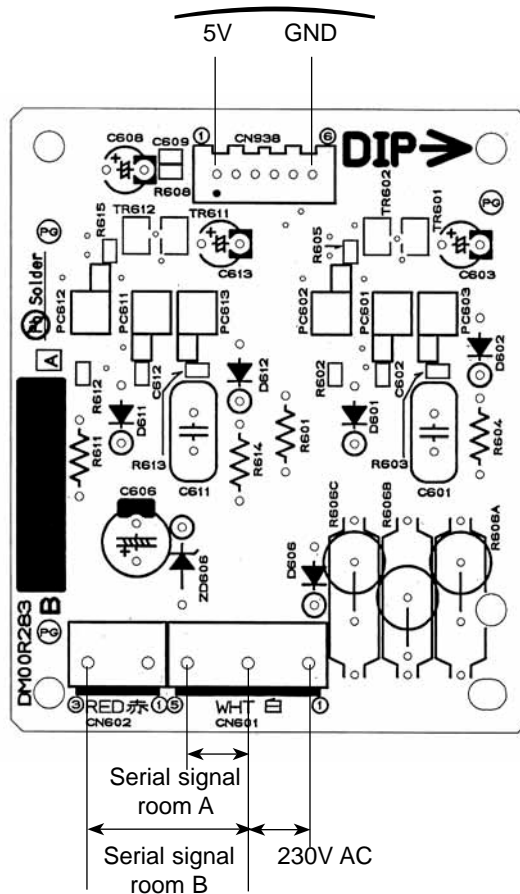 5V GND
C608
C609
① CN938 ⑥
DIP
R608
TR602
TR601
R615
TR612
TR611
PG
PG
R605
C613
C603
Pb Solder
PC612
PC611
PC613
PC602
PC601
PC603
A
R612
C612
D612
R602
C602
D602
D611
D601
R611
R613
R614
R601
R603
R604
C611
C601
C606
R606C
R606B
R606A
ZD606
D606
DM00R283
B
PG
③ RED 赤 ① ⑤ WHT 白 ①
CN602 CN601
Serial signal
room A
Serial signal
room B
230V AC